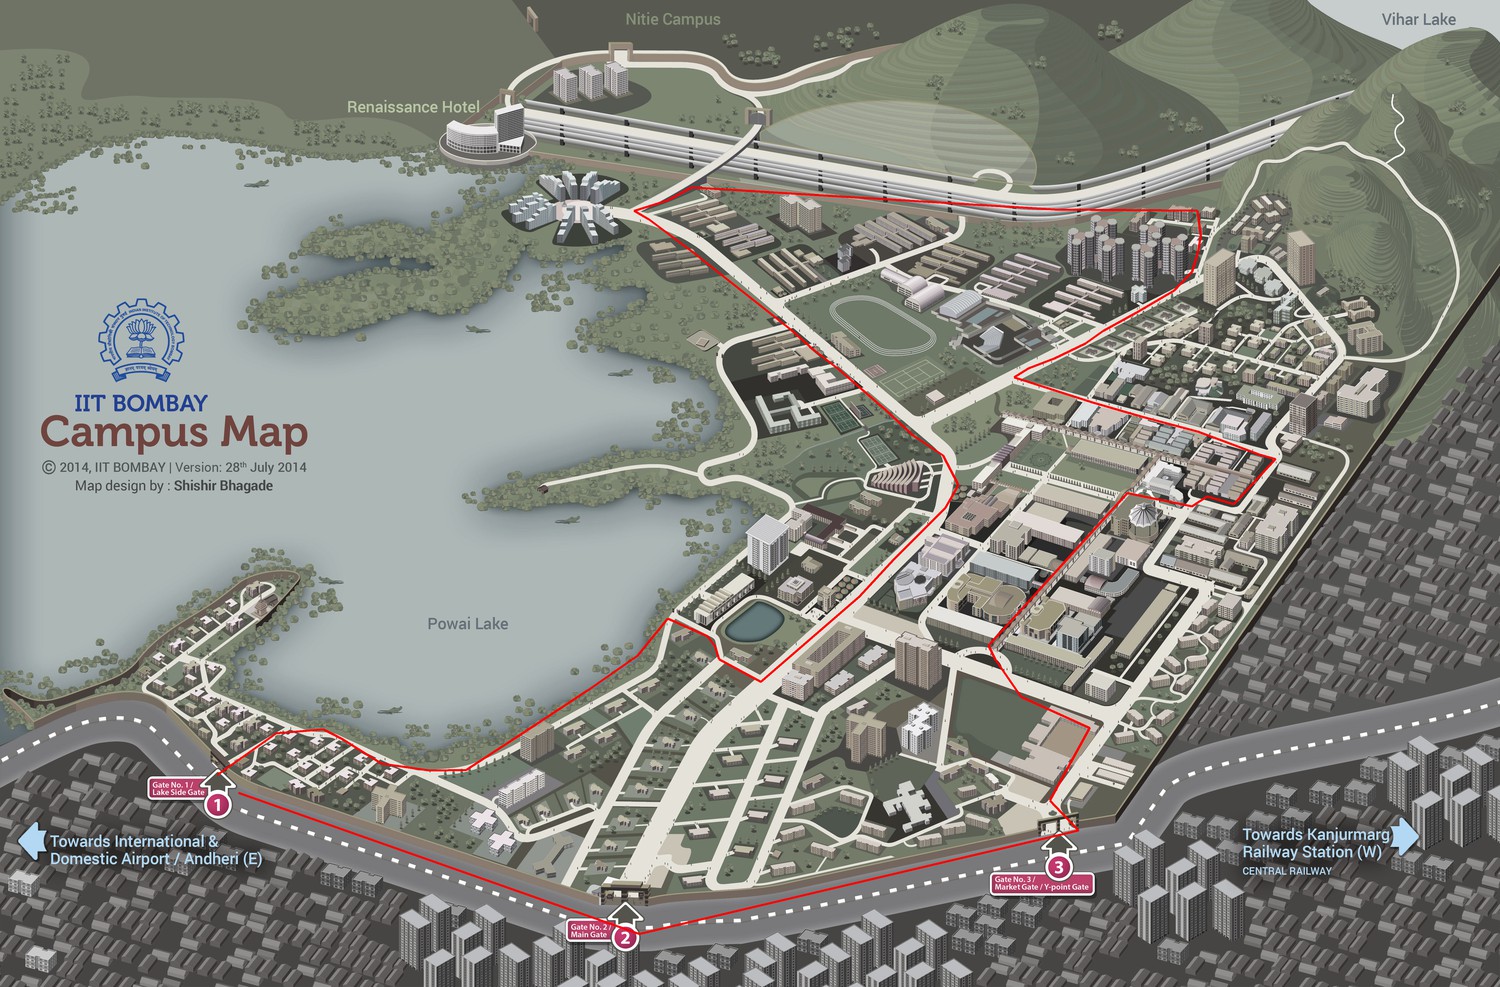 Nitie Campus
Vihar Lake
Renaissance Hotel
IIT BOMBAY
Campus Map
© 2014, IIT BOMBAY | Version: 28th July 2014
Map design by : Shishir Bhagade
Powai Lake
Gate No. 1 /
Lake Side Gate
1
Towards International &
Domestic Airport / Andheri (E)
Gate No. 2 /
Main Gate
2
3
Gate No. 3 /
Market Gate / Y-point Gate
Towards Kanjurmarg
Railway Station (W)
CENTRAL RAILWAY